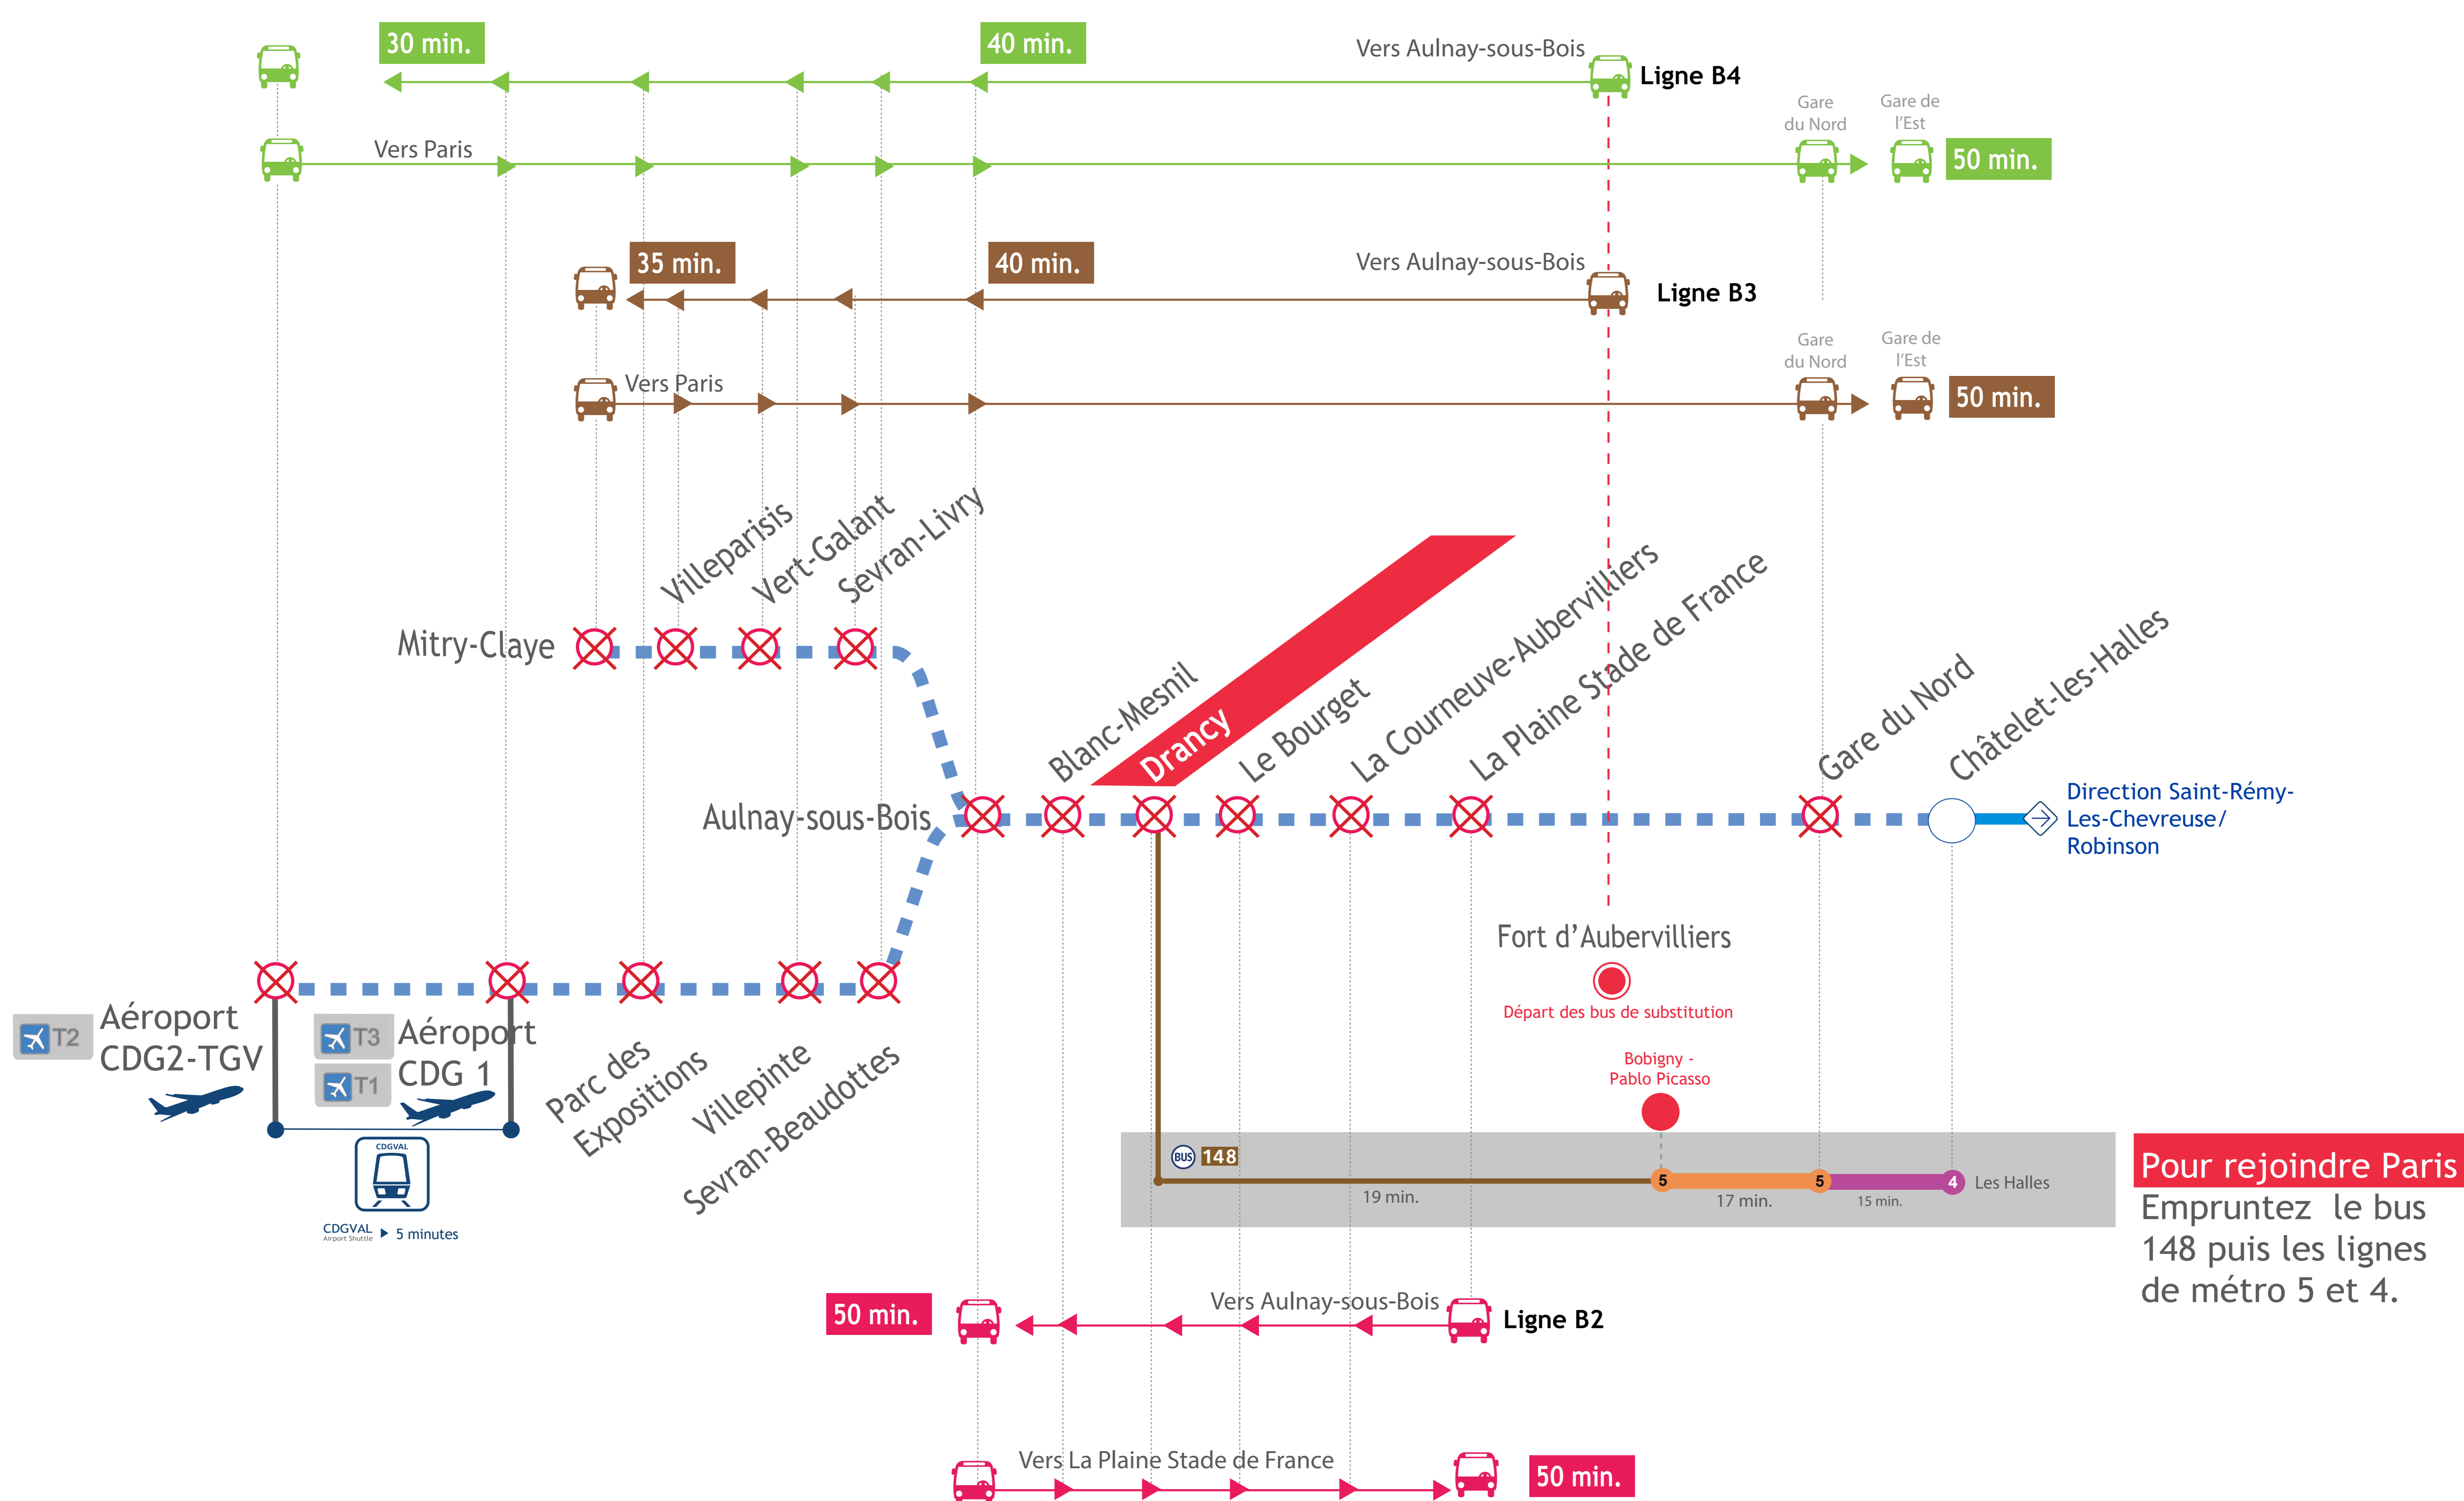 30 min.
40 min.
Vers Aulnay-sous-Bois
Ligne B4
Gare
du Nord
Gare de
l'Est
Vers Paris
50 min.
35 min.
40 min.
Vers Aulnay-sous-Bois
Ligne B3
Gare
du Nord
Gare de
l'Est
Vers Paris
50 min.
Villeparisis
Vert-Galant
Sevran-Livry
Mitry-Claye
Aulnay-sous-Bois
Blanc-Mesnil
Drancy
Le Bourget
La Courneuve-Aubervilliers
La Plaine Stade de France
Gare du Nord
Châtelet-les-Halles
Direction Saint-Rémy-
Les-Chevreuse/
Robinson
Fort d'Aubervilliers
Départ des bus de substitution
Bobigny -
Pablo Picasso
T2
Aéroport
CDG2-TGV
T3
T1
Aéroport
CDG 1
Parc des
Expositions
Villepinte
Sevran-Beaudottes
CDGVAL
CDGVAL
Airport Shuttle
5 minutes
BUS 148
19 min.
5
17 min.
5
15 min.
4
Les Halles
Pour rejoindre Paris
Empruntez le bus
148 puis les lignes
de métro 5 et 4.
50 min.
Vers Aulnay-sous-Bois
Ligne B2
Vers La Plaine Stade de France
50 min.